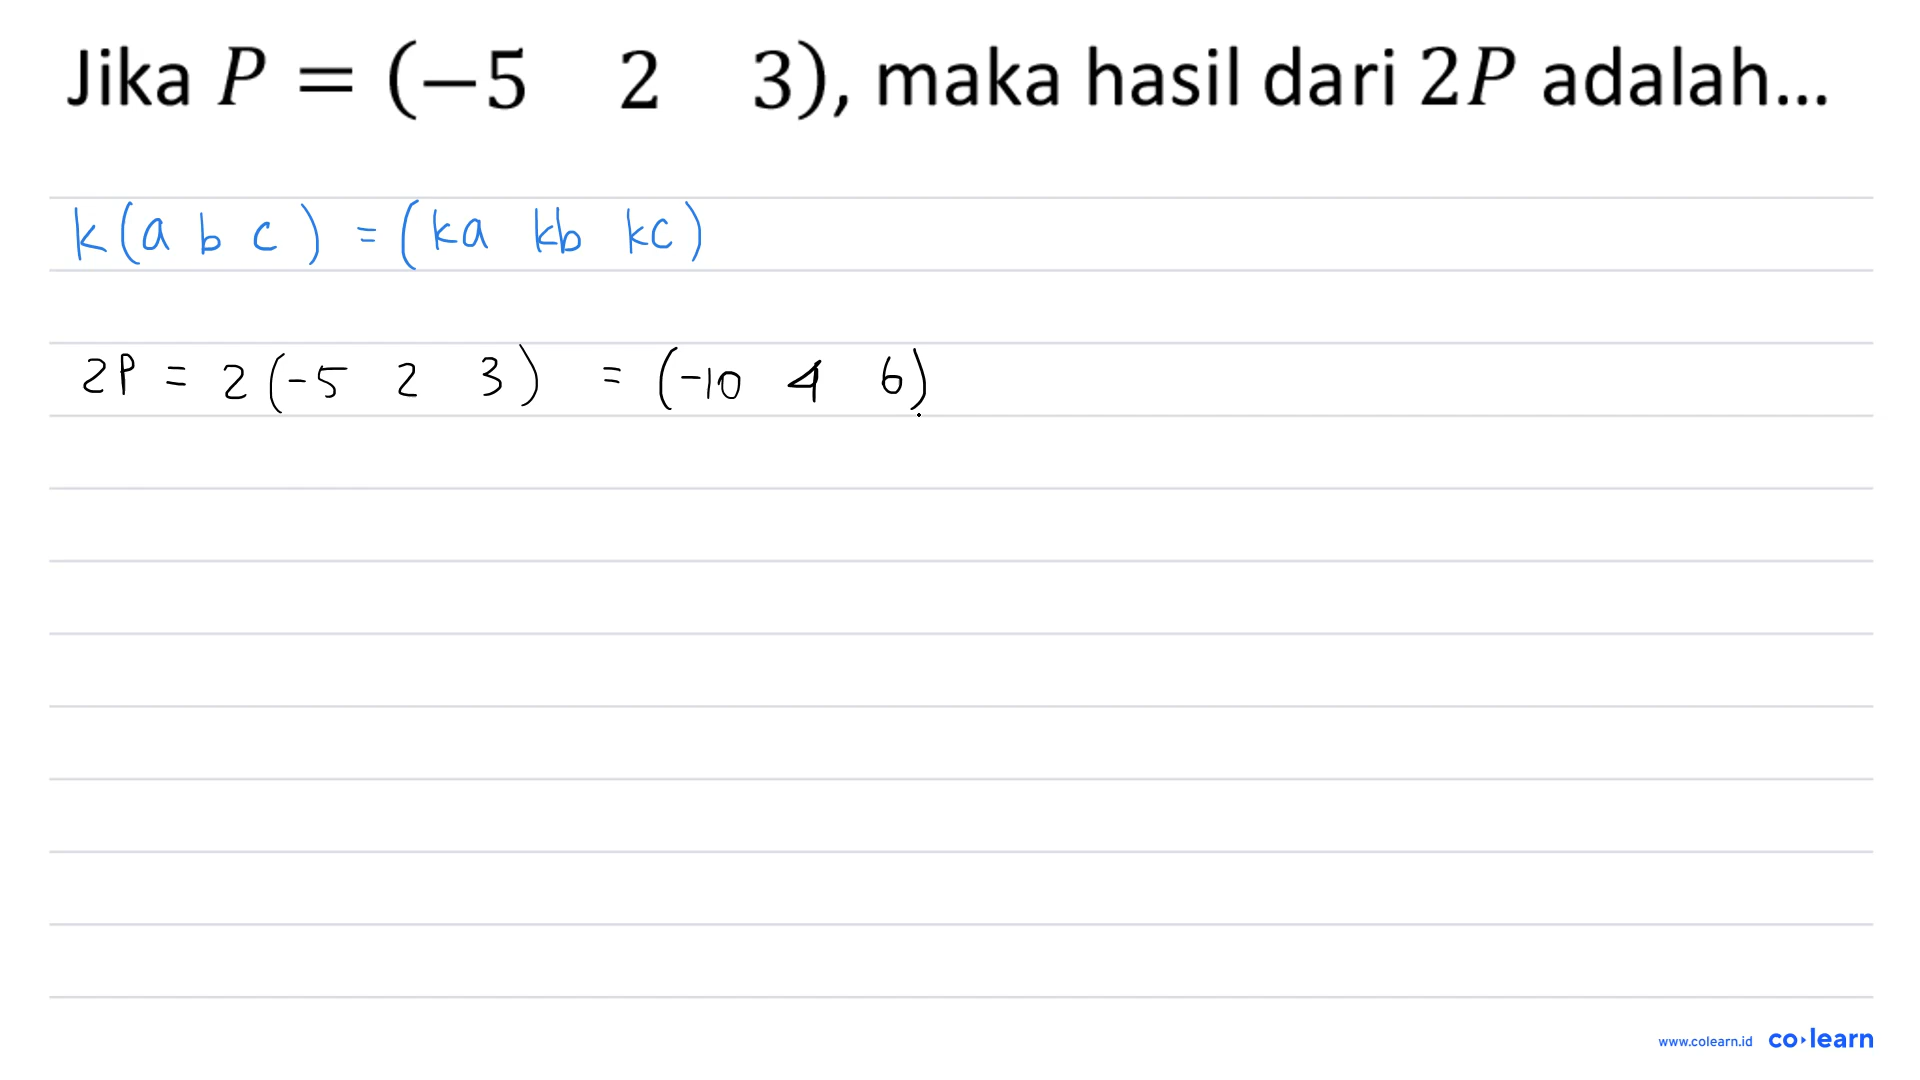 Jika P = (−5 2 3), maka hasil dari 2P adalah...
k(a b c) = (ka kb kc)
2P = 2(-5 2 3) = (-10 4 6)
www.colearn.id co learn